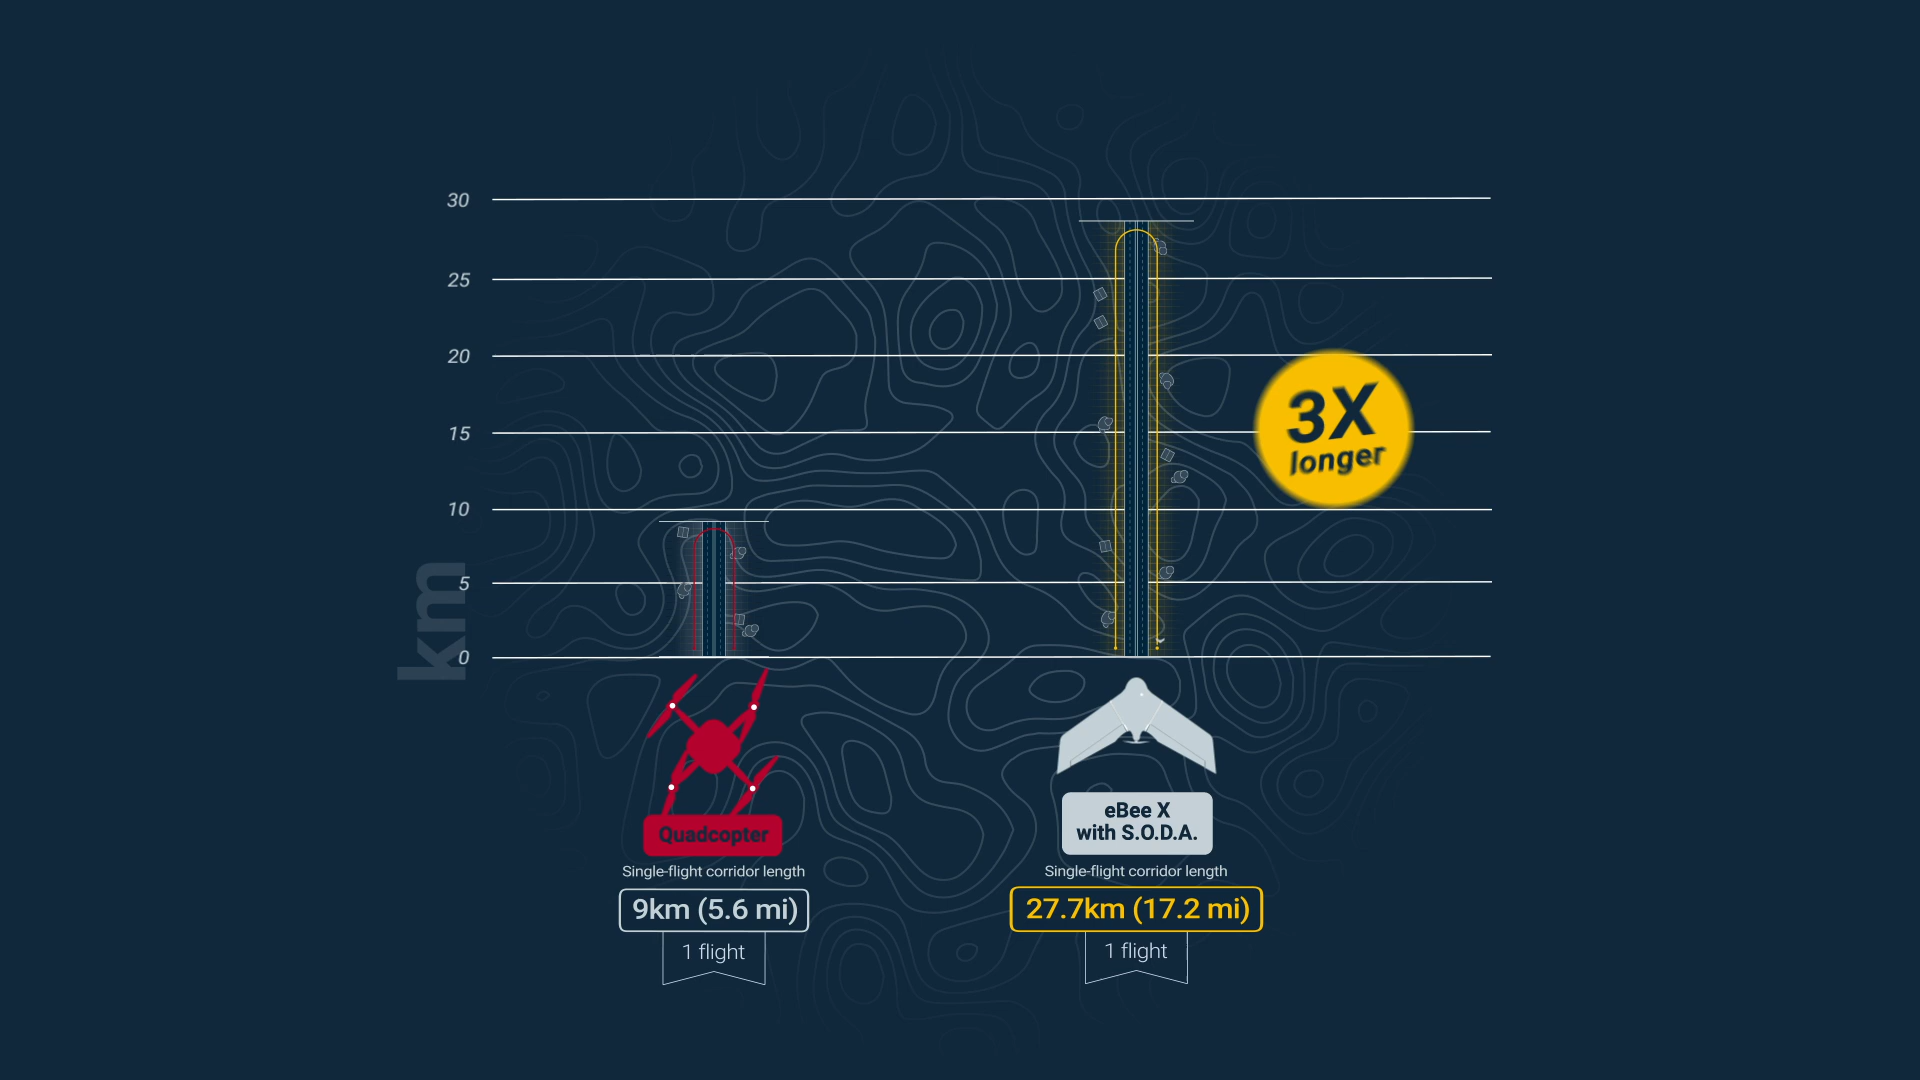 30
25
20
15
10
5
0
km
3X
longer
Quadcopter
Single-flight corridor length
9km (5.6 mi)
1 flight
eBee X
with S.O.D.A.
Single-flight corridor length
27.7km (17.2 mi)
1 flight